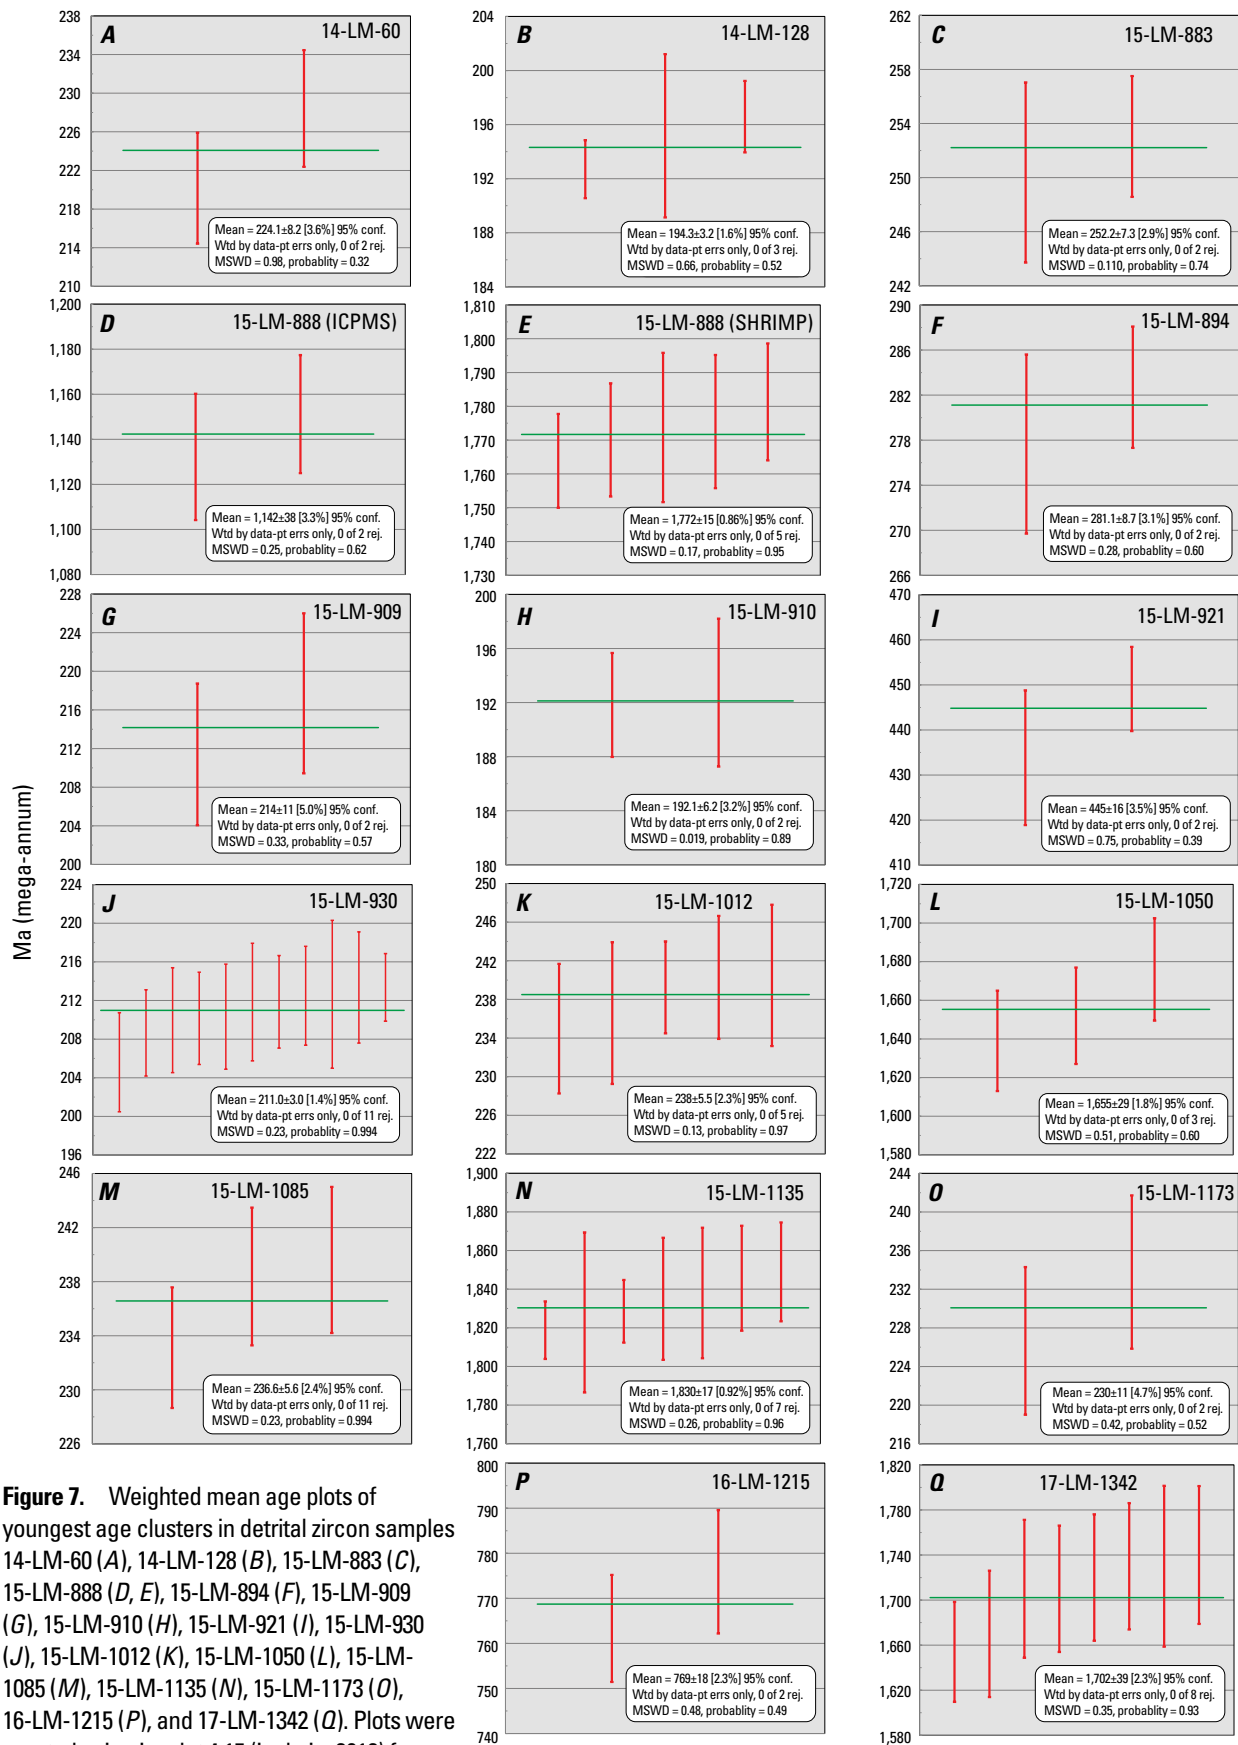 Ma (mega-annum)
238
234
230
226
222
218
214
210
A
14-LM-60
Mean = 224.1±8.2 [3.6%] 95% conf.
Wtd by data-pt errs only, 0 of 2 rej.
MSWD = 0.98, probablity = 0.32
204
200
196
192
188
184
B
14-LM-128
Mean = 194.3±3.2 [1.6%] 95% conf.
Wtd by data-pt errs only, 0 of 3 rej.
MSWD = 0.66, probablity = 0.52
262
258
254
250
246
242
C
15-LM-883
Mean = 252.2±7.3 [2.9%] 95% conf.
Wtd by data-pt errs only, 0 of 2 rej.
MSWD = 0.110, probablity = 0.74
1,200
1,180
1,160
1,140
1,120
1,100
1,080
D
15-LM-888 (ICPMS)
Mean = 1,142±38 [3.3%] 95% conf.
Wtd by data-pt errs only, 0 of 2 rej.
MSWD = 0.25, probablity = 0.62
1,810
1,800
1,790
1,780
1,770
1,760
1,750
1,740
1,730
E
15-LM-888 (SHRIMP)
Mean = 1,772±15 [0.86%] 95% conf.
Wtd by data-pt errs only, 0 of 5 rej.
MSWD = 0.17, probablity = 0.95
290
286
282
278
274
270
266
F
15-LM-894
Mean = 281.1±8.7 [3.1%] 95% conf.
Wtd by data-pt errs only, 0 of 2 rej.
MSWD = 0.28, probablity = 0.60
228
224
220
216
212
208
204
200
G
15-LM-909
Mean = 214±11 [5.0%] 95% conf.
Wtd by data-pt errs only, 0 of 2 rej.
MSWD = 0.33, probablity = 0.57
200
196
192
188
184
180
H
15-LM-910
Mean = 192.1±6.2 [3.2%] 95% conf.
Wtd by data-pt errs only, 0 of 2 rej.
MSWD = 0.019, probablity = 0.89
470
460
450
440
430
420
410
I
15-LM-921
Mean = 445±16 [3.5%] 95% conf.
Wtd by data-pt errs only, 0 of 2 rej.
MSWD = 0.75, probablity = 0.39
224
220
216
212
208
204
200
196
J
15-LM-930
Mean = 211.0±3.0 [1.4%] 95% conf.
Wtd by data-pt errs only, 0 of 11 rej.
MSWD = 0.23, probablity = 0.994
250
246
242
238
234
230
226
222
K
15-LM-1012
Mean = 238±5.5 [2.3%] 95% conf.
Wtd by data-pt errs only, 0 of 5 rej.
MSWD = 0.13, probablity = 0.97
1,720
1,700
1,680
1,660
1,640
1,620
1,600
1,580
L
15-LM-1050
Mean = 1,655±29 [1.8%] 95% conf.
Wtd by data-pt errs only, 0 of 3 rej.
MSWD = 0.51, probablity = 0.60
246
242
238
234
230
226
M
15-LM-1085
Mean = 236.6±5.6 [2.4%] 95% conf.
Wtd by data-pt errs only, 0 of 11 rej.
MSWD = 0.23, probablity = 0.994
1,900
1,880
1,860
1,840
1,820
1,800
1,780
1,760
N
15-LM-1135
Mean = 1,830±17 [0.92%] 95% conf.
Wtd by data-pt errs only, 0 of 7 rej.
MSWD = 0.26, probablity = 0.96
244
240
236
232
228
224
220
216
O
15-LM-1173
Mean = 230±11 [4.7%] 95% conf.
Wtd by data-pt errs only, 0 of 2 rej.
MSWD = 0.42, probablity = 0.52
800
790
780
770
760
750
740
P
16-LM-1215
Mean = 769±18 [2.3%] 95% conf.
Wtd by data-pt errs only, 0 of 2 rej.
MSWD = 0.48, probablity = 0.49
1,820
1,780
1,740
1,700
1,660
1,620
1,580
Q
17-LM-1342
Mean = 1,702±39 [2.3%] 95% conf.
Wtd by data-pt errs only, 0 of 8 rej.
MSWD = 0.35, probablity = 0.93
Figure 7. Weighted mean age plots of
youngest age clusters in detrital zircon samples
14-LM-60 (A), 14-LM-128 (B), 15-LM-883 (C),
15-LM-888 (D, E), 15-LM-894 (F), 15-LM-909
(G), 15-LM-910 (H), 15-LM-921 (I), 15-LM-930
(J), 15-LM-1012 (K), 15-LM-1050 (L), 15-LM-
1085 (M), 15-LM-1135 (N), 15-LM-1173 (O),
16-LM-1215 (P), and 17-LM-1342 (Q). Plots were